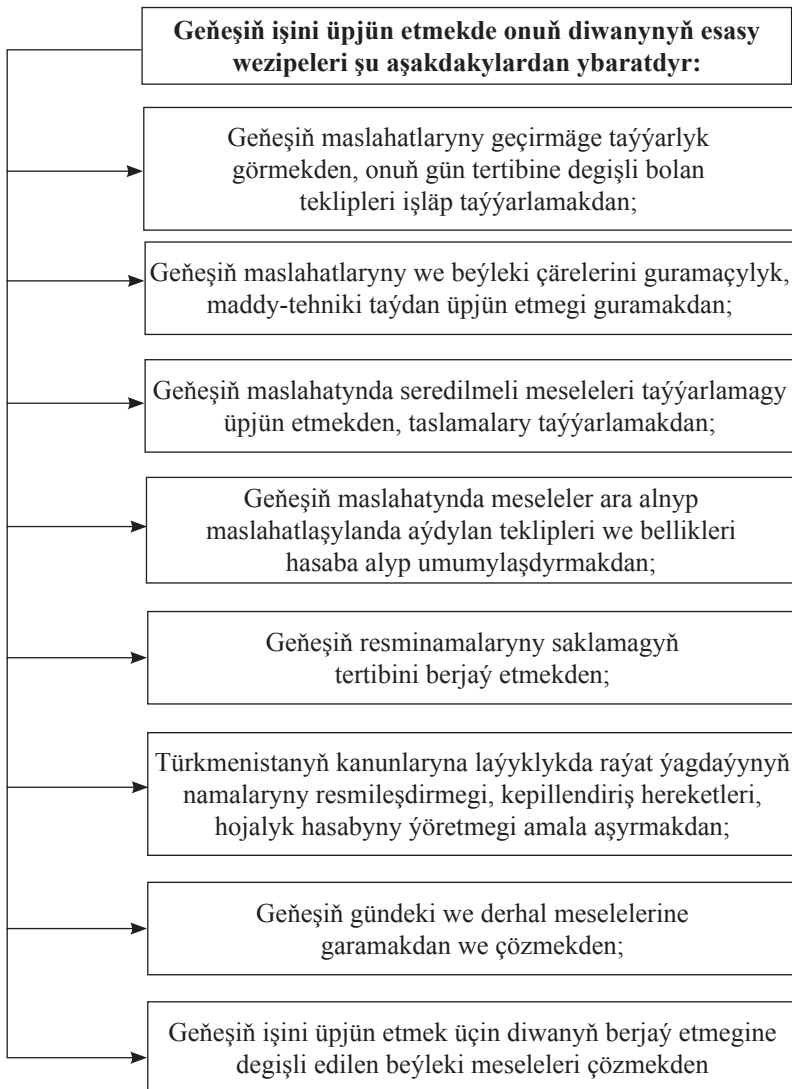 Geňeşiň işini üpjün etmekde onuň diwanynyň esasy
wezipeleri şu aşakdakylardan ybaratdyr:
Geňeşiň maslahatlaryny geçirmäge taýýarlyk
görmekden, onuň gün tertibine degişli bolan
teklipleri işläp taýýarlamakdan;
Geňeşiň maslahatlaryny we beýleki çärelerini guramaçylyk,
maddy-tehniki taýdan üpjün etmegi guramakdan;
Geňeşiň maslahatynda seredilmeli meseleleri taýýarlamagy
üpjün etmekden, taslamalary taýýarlamakdan;
Geňeşiň maslahatynda meseleler ara alnyp
maslahatlaşylanda aýdylan teklipleri we bellikleri
hasaba alyp umumylaşdyrmakdan;
Geňeşiň resminamalaryny saklamagyň
tertibini berjaý etmekden;
Türkmenistanyň kanunlaryna laýyklykda raýat ýagdaýynyň
namalaryny resmileşdirmegi, kepillendiriş hereketleri,
hojalyk hasabyny ýöretmegi amala aşyrmakdan;
Geňeşiň gündeki we derhal meselelerine
garamakdan we çözmekden;
Geňeşiň işini üpjün etmek üçin diwanyň berjaý etmegine
degişli edilen beýleki meseleleri çözmekden